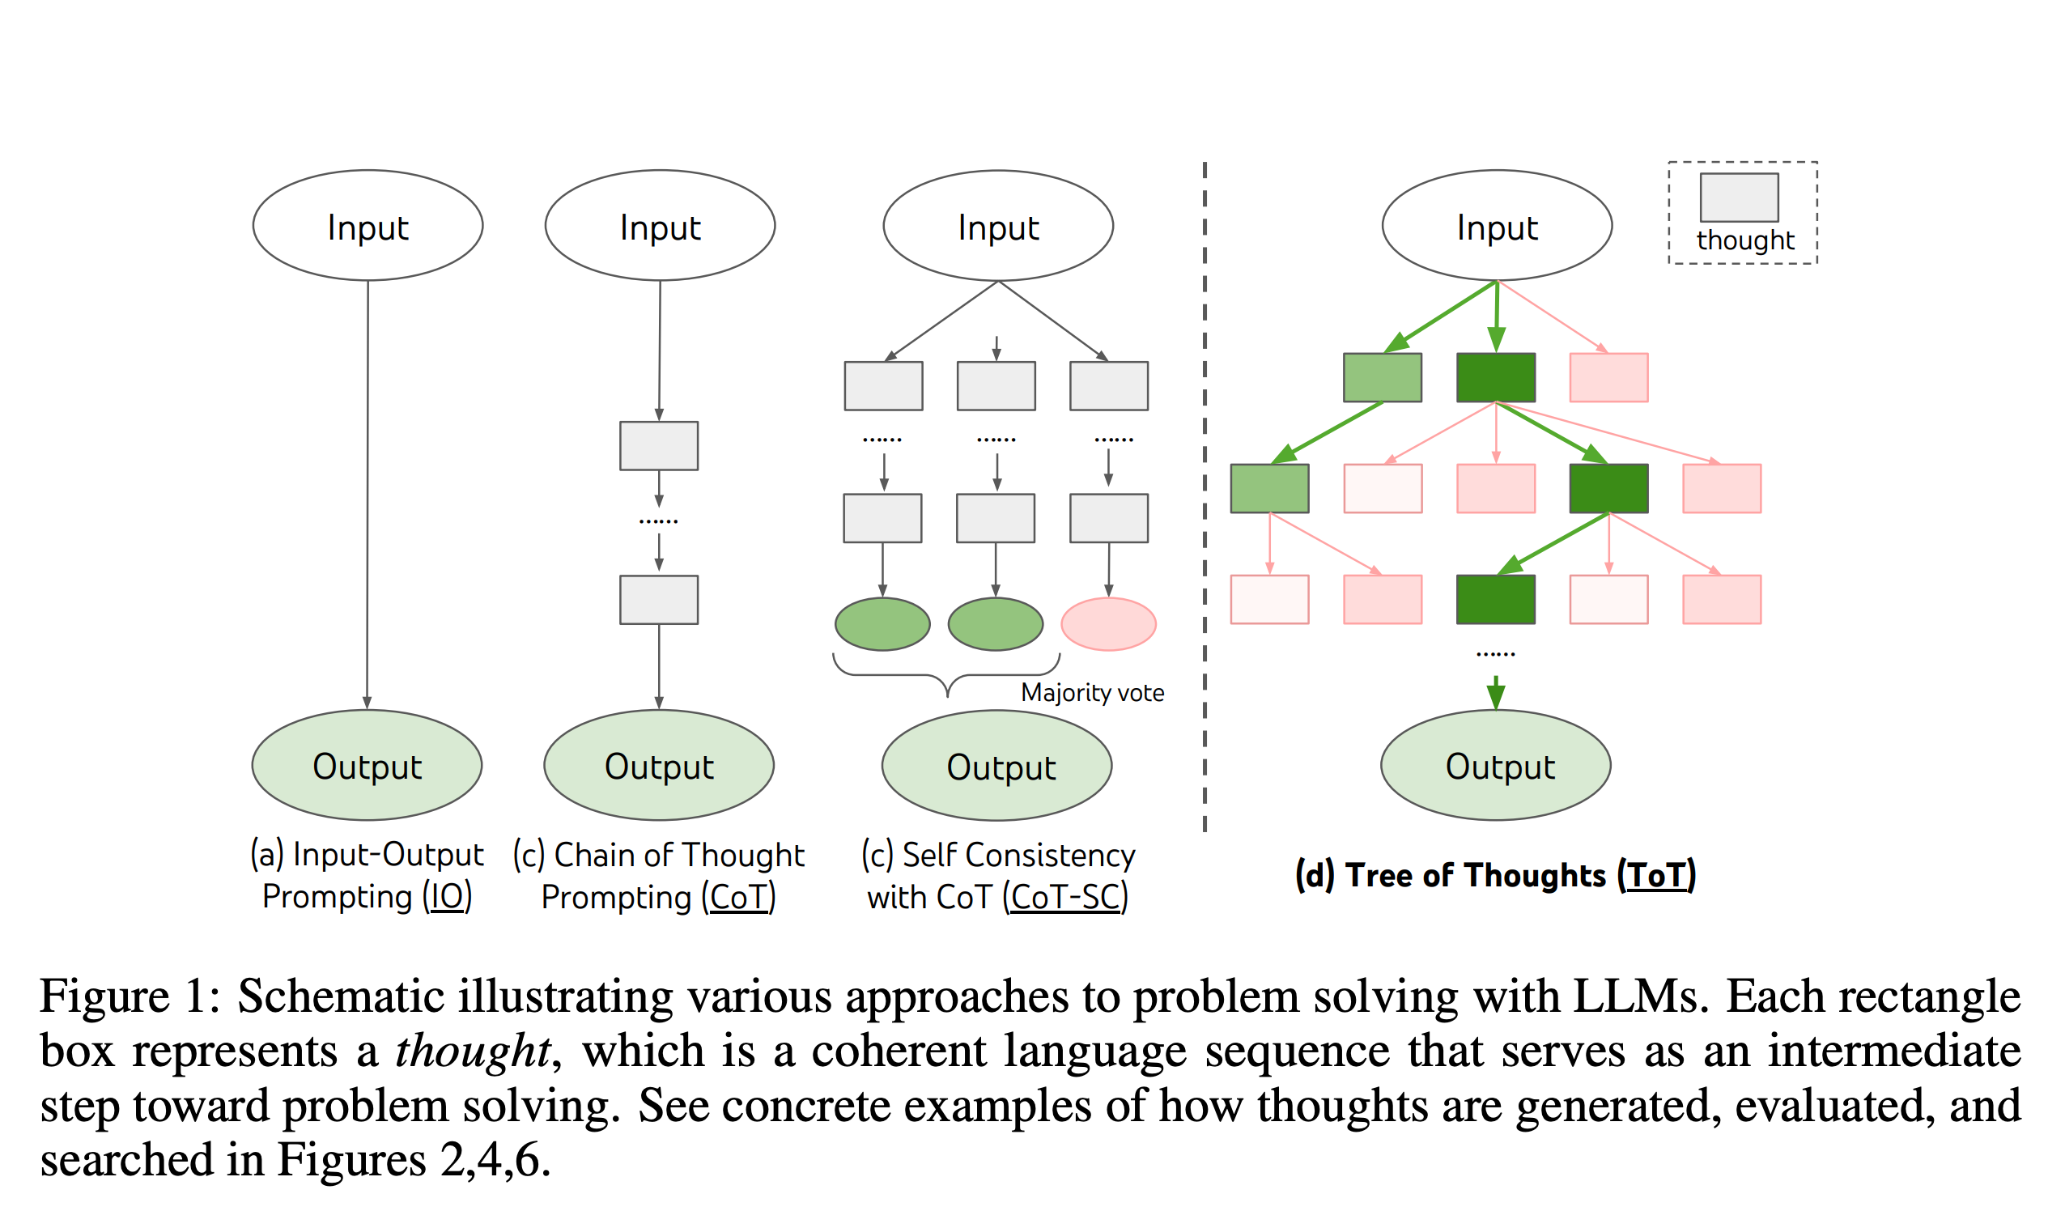 Input
Input
Input
Input
thought
......
......
......
......
......
Majority vote
Output
Output
Output
Output
(a) Input-Output
Prompting (IO)
(c) Chain of Thought
Prompting (CoT)
(c) Self Consistency
with CoT (CoT-SC)
(d) Tree of Thoughts (ToT)
Figure 1: Schematic illustrating various approaches to problem solving with LLMs. Each rectangle
box represents a thought, which is a coherent language sequence that serves as an intermediate
step toward problem solving. See concrete examples of how thoughts are generated, evaluated, and
searched in Figures 2,4,6.